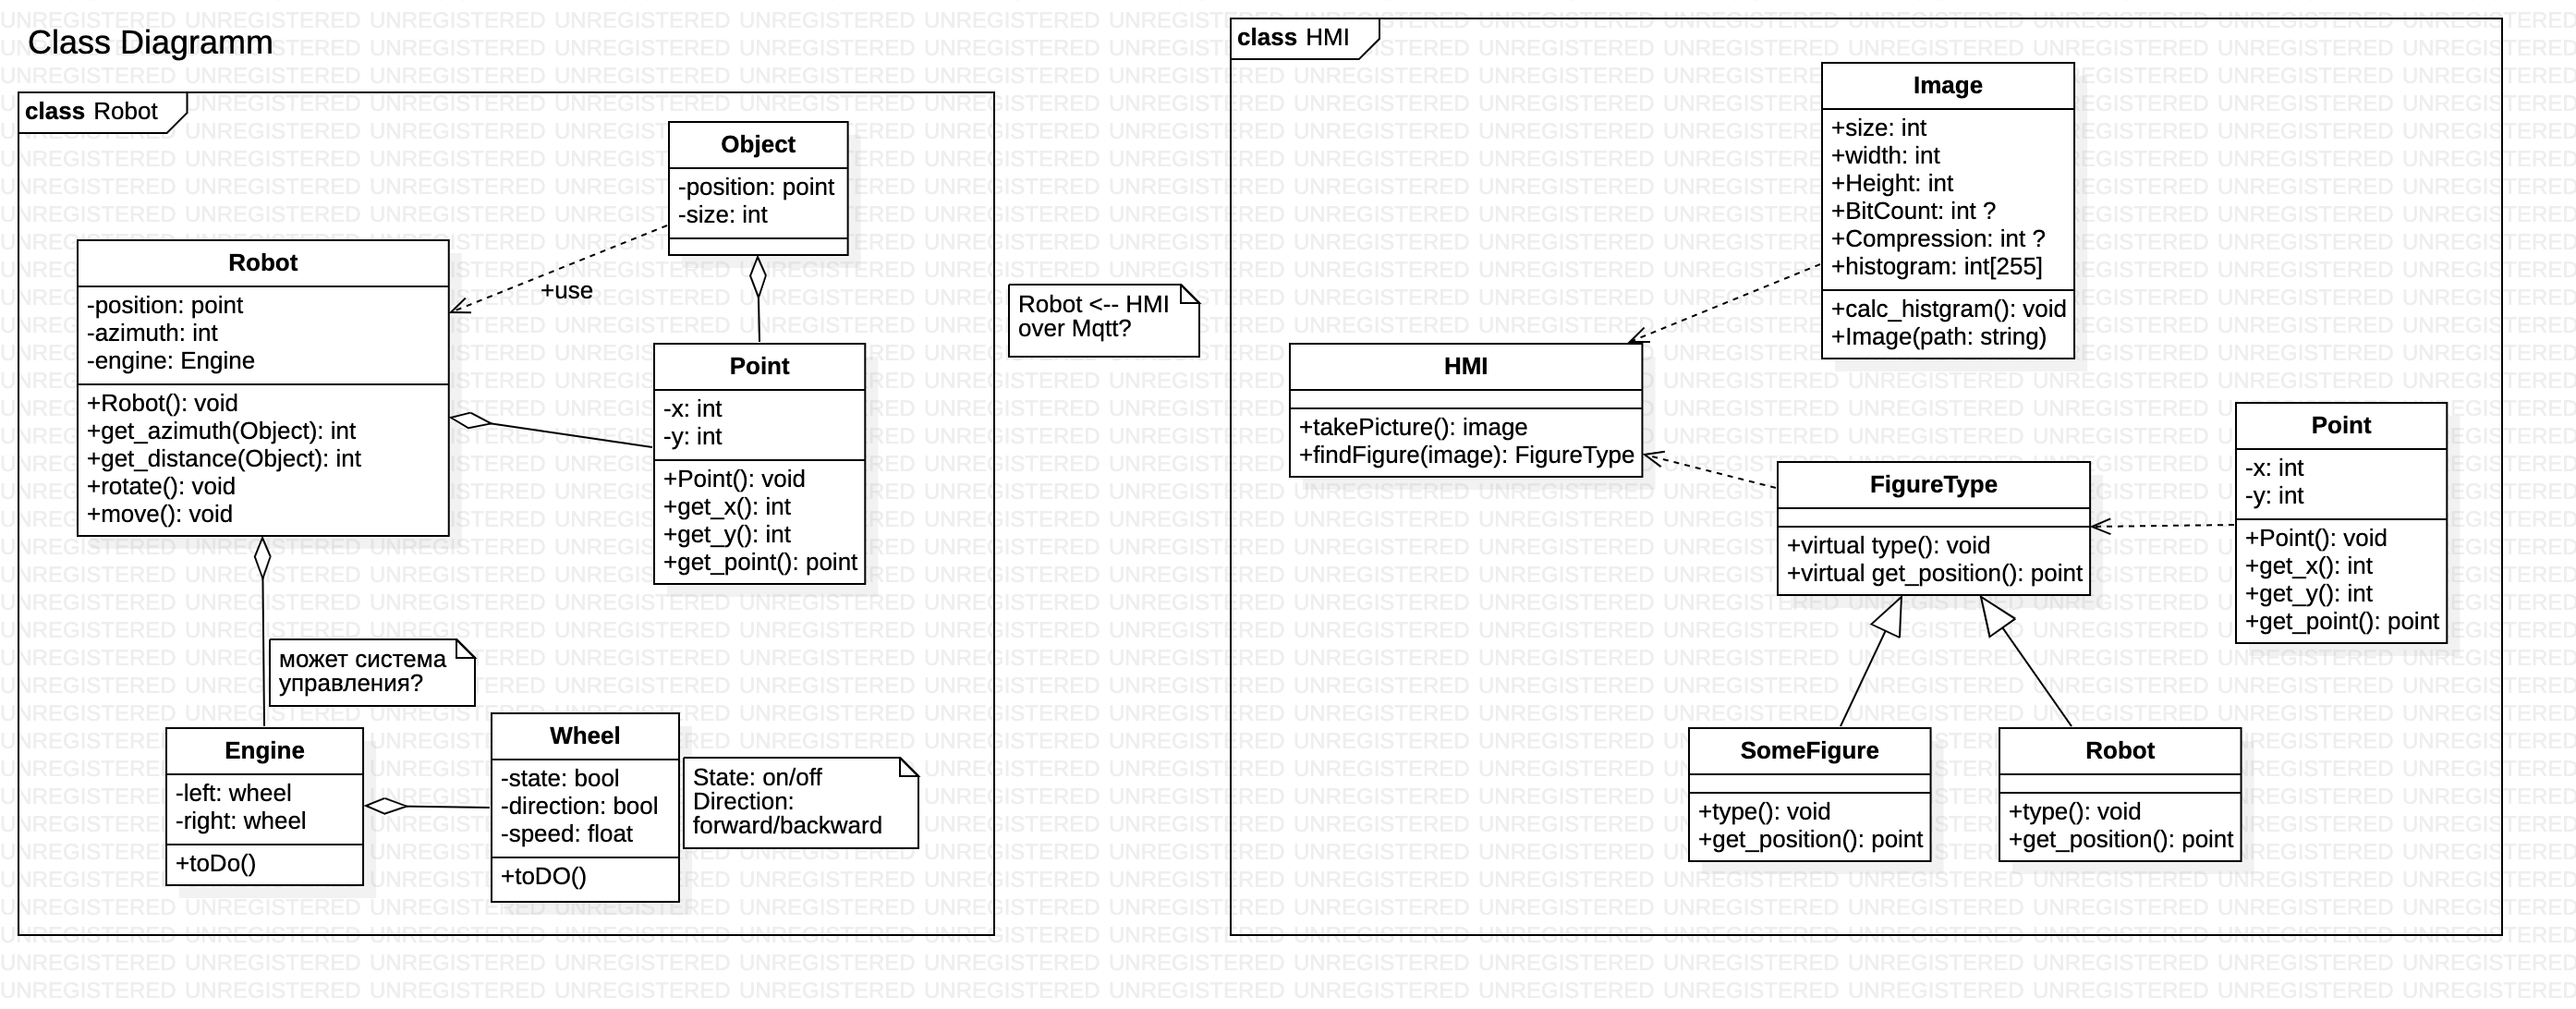 Class Diagramm
class Robot
Object
-position: point
-size: int
+use
Robot
-position: point
-azimuth: int
-engine: Engine
+Robot(): void
+get_azimuth(Object): int
+get_distance(Object): int
+rotate(): void
+move(): void
Point
-x: int
-y: int
+Point(): void
+get_x(): int
+get_y(): int
+get_point(): point
может система
управления?
Engine
-left: wheel
-right: wheel
+toDo()
Wheel
-state: bool
-direction: bool
-speed: float
+toDO()
State: on/off
Direction:
forward/backward
Robot <-- HMI
over Mqtt?
class HMI
Image
+size: int
+width: int
+Height: int
+BitCount: int ?
+Compression: int ?
+histogram: int[255]
+calc_histgram(): void
+Image(path: string)
HMI
+takePicture(): image
+findFigure(image): FigureType
FigureType
+virtual type(): void
+virtual get_position(): point
Point
-x: int
-y: int
+Point(): void
+get_x(): int
+get_y(): int
+get_point(): point
SomeFigure
+type(): void
+get_position(): point
Robot
+type(): void
+get_position(): point
UNREGISTERED